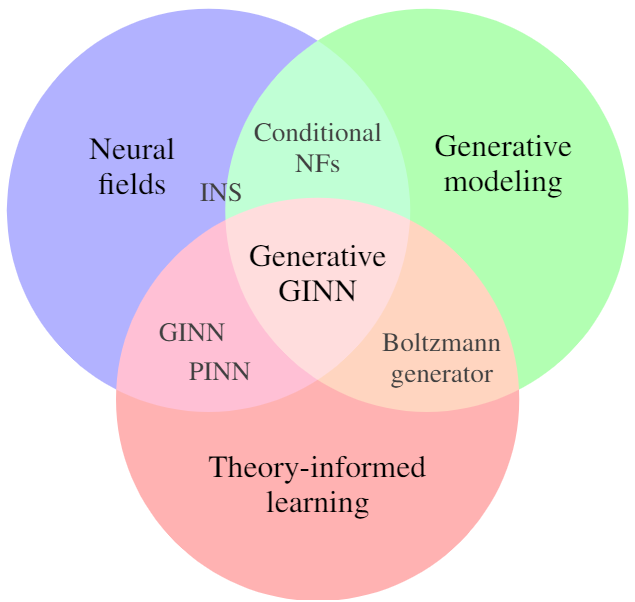 Neural
fields
Conditional
NFs
Generative
modeling
INS
Generative
GINN
GINN
PINN
Boltzmann
generator
Theory-informed
learning